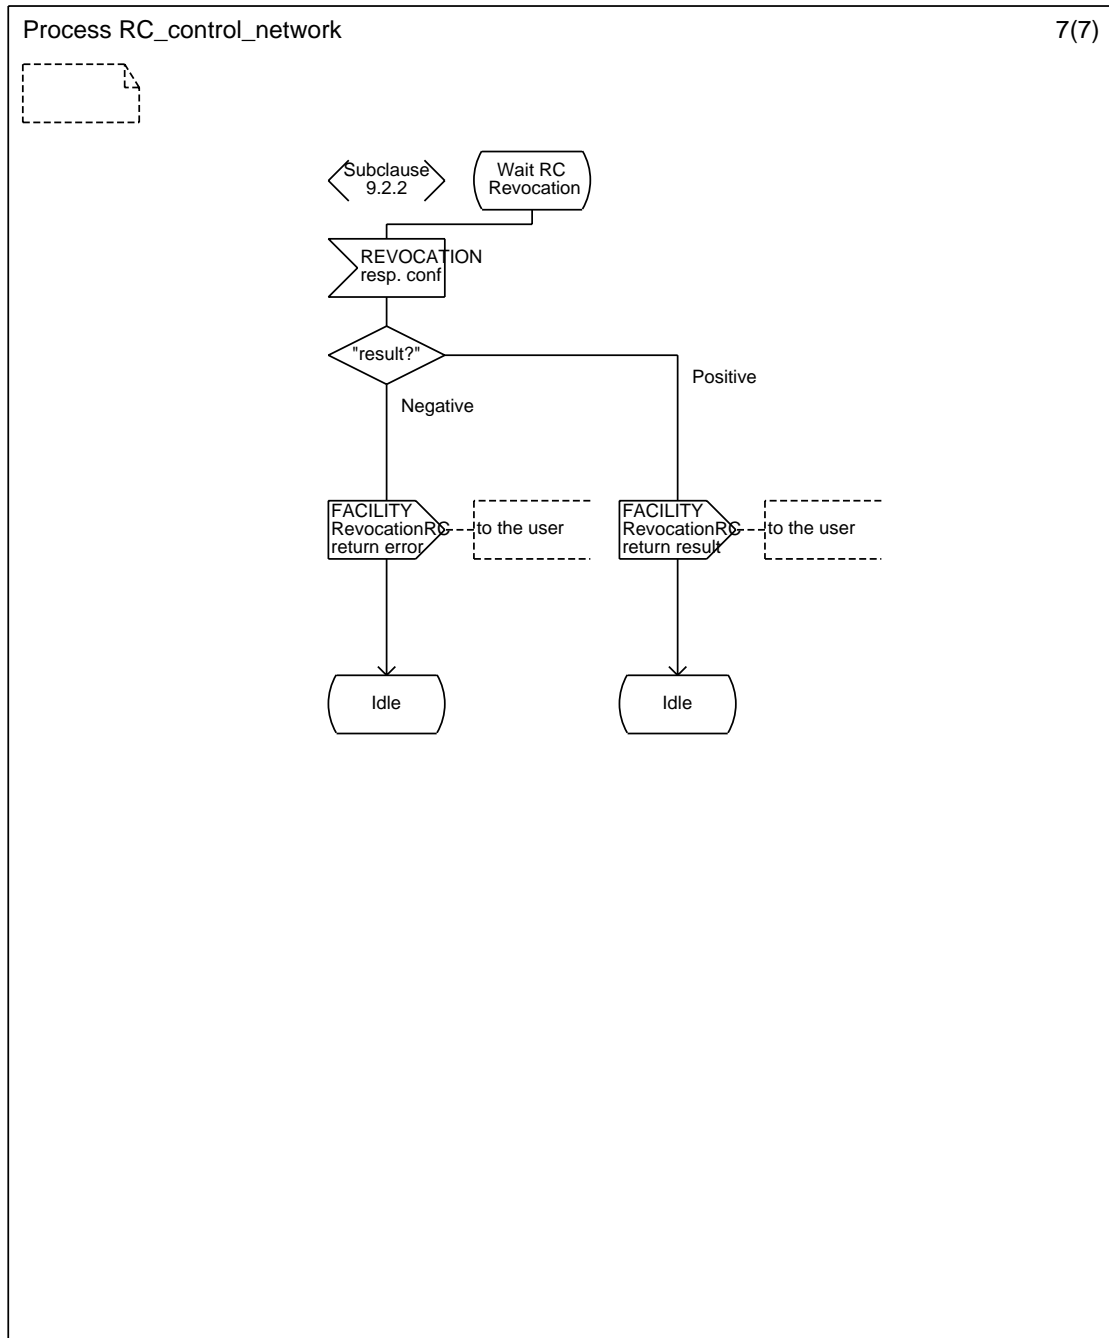 Process RC_control_network
7(7)
Subclause
9.2.2
Wait RC
Revocation
REVOCATION
resp. conf
"result?"
Positive
Negative
FACILITY
RevocationRC
return error
to the user
FACILITY
RevocationRC
return result
to the user
Idle
Idle